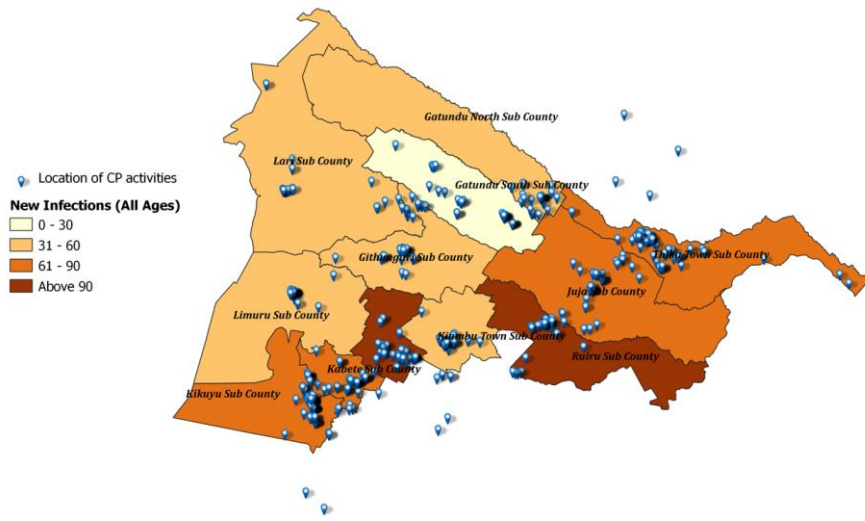 Gatundu North Sub County
Lari Sub County
Location of CP activities
Gatundu South Sub County
New Infections (All Ages)
0 - 30
31 - 60
61 - 90
Above 90
Thika Town Sub County
Githunguri Sub County
Juja Sub County
Limuru Sub County
Kiambu Town Sub County
Ruiru Sub County
Kabete Sub County
Kikuyu Sub County